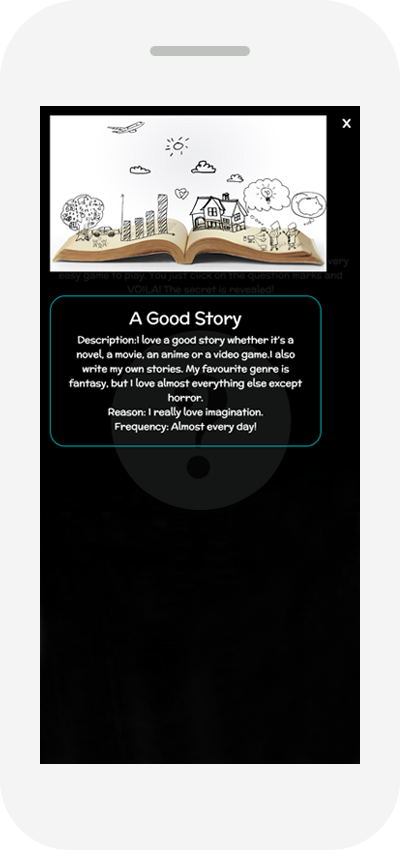 X
very
easy game to play. You just click on the question marks and
VOILA! The secret is revealed!
A Good Story
Description:I love a good story whether it's a
novel, a movie, an anime or a video game.I also
write my own stories. My favourite genre is
fantasy, but I love almost everything else except
horror.
Reason: I really love imagination.
Frequency: Almost every day!
?